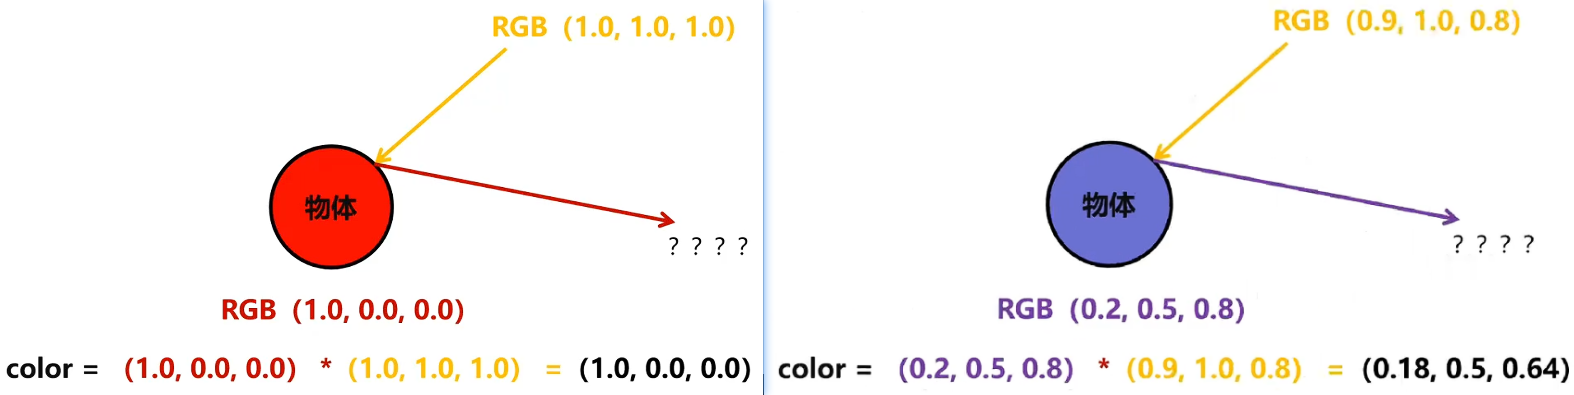 RGB (1.0, 1.0, 1.0)
物体
? ? ? ?
RGB (1.0, 0.0, 0.0)
color = (1.0, 0.0, 0.0) * (1.0, 1.0, 1.0) = (1.0, 0.0, 0.0)
RGB (0.9, 1.0, 0.8)
物体
? ? ? ?
RGB (0.2, 0.5, 0.8)
color = (0.2, 0.5, 0.8) * (0.9, 1.0, 0.8) = (0.18, 0.5, 0.64)